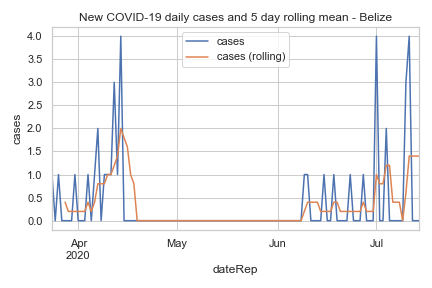 New COVID-19 daily cases and 5 day rolling mean - Belize
cases
cases (rolling)
cases
4.0
3.5
3.0
2.5
2.0
1.5
1.0
0.5
0.0
Apr
2020
May
Jun
Jul
dateRep